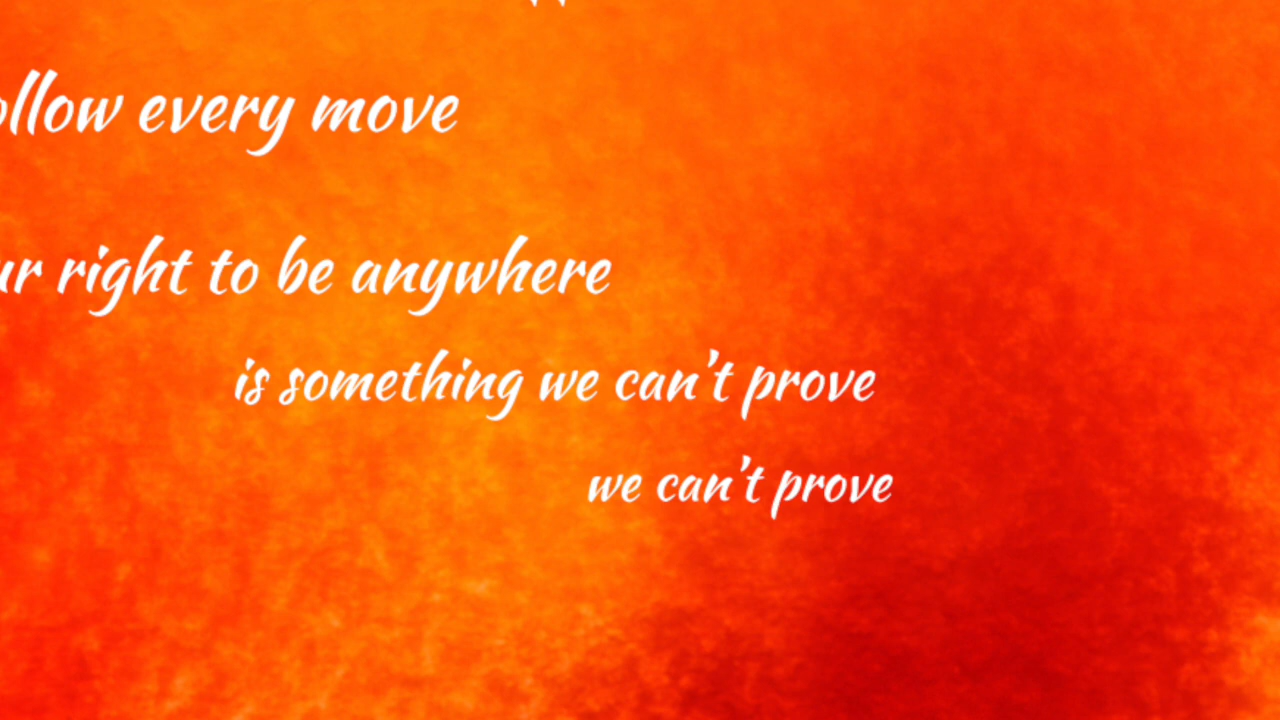 ollow every move
ur right to be anywhere
is something we can't prove
we can't prove